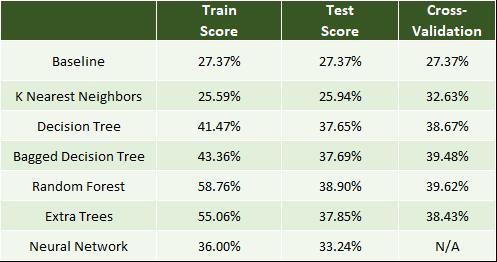 Train Score Test Score Cross-Validation
Baseline 27.37% 27.37% 27.37%
K Nearest Neighbors 25.59% 25.94% 32.63%
Decision Tree 41.47% 37.65% 38.67%
Bagged Decision Tree 43.36% 37.69% 39.48%
Random Forest 58.76% 38.90% 39.62%
Extra Trees 55.06% 37.85% 38.43%
Neural Network 36.00% 33.24% N/A